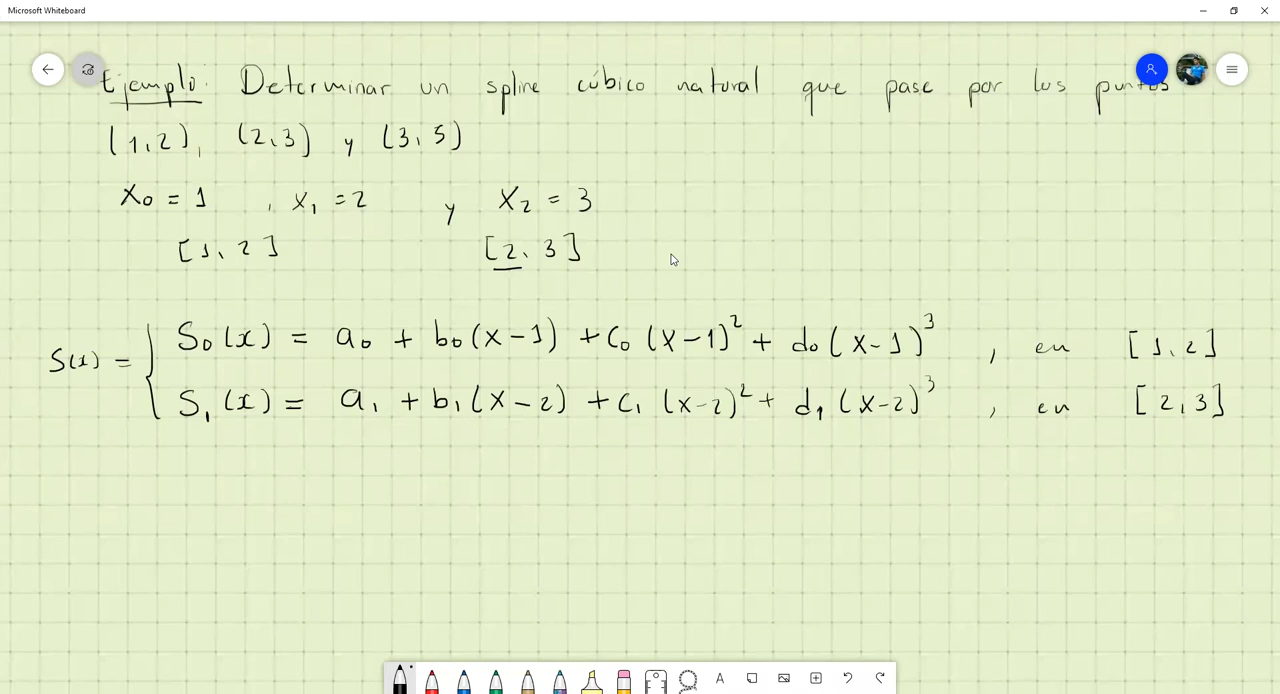 Microsoft Whiteboard
Ejemplo: Determinar un spline cúbico natural que pase por los puntos
(1,2), (2,3) y (3,5)
x₀ = 1 , x₁ = 2 y x₂ = 3
[1, 2] [2, 3]
S(x) = { S₀(x) = a₀ + b₀(x-1) + c₀(x-1)² + d₀(x-1)³ , en [1,2]
S₁(x) = a₁ + b₁(x-2) + c₁(x-2)² + d₁(x-2)³ , en [2,3]
A